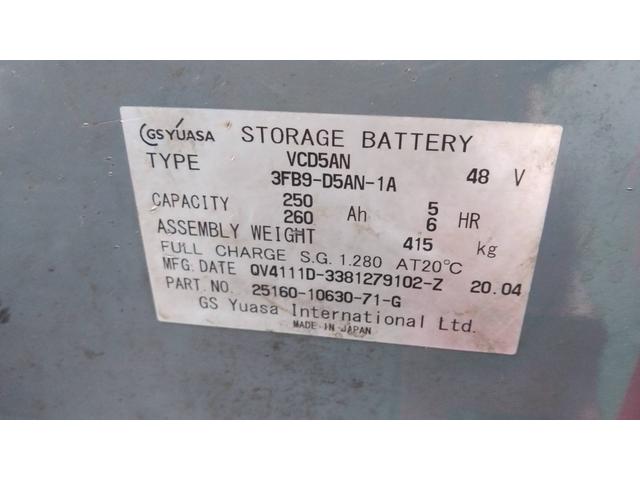 GS YUASA STORAGE BATTERY
TYPE VCD5AN 48 V
3FB9-D5AN-1A
CAPACITY 250 Ah 5 HR
260 6
ASSEMBLY WEIGHT 415 kg
FULL CHARGE S.G. 1.280 AT20°C
MFG. DATE QV4111D-3381279102-Z 20.04
PART. NO. 25160-10630-71-G
GS Yuasa International Ltd.
MADE IN JAPAN